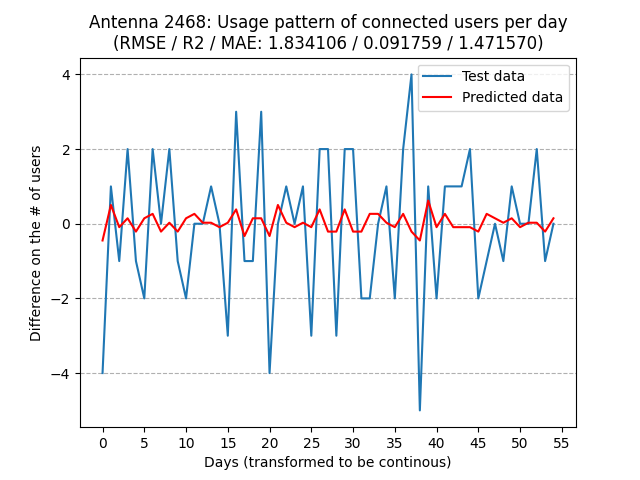 Antenna 2468: Usage pattern of connected users per day
(RMSE / R2 / MAE: 1.834106 / 0.091759 / 1.471570)
Test data
Predicted data
Difference on the # of users
4
2
0
−2
−4
0 5 10 15 20 25 30 35 40 45 50 55
Days (transformed to be continous)